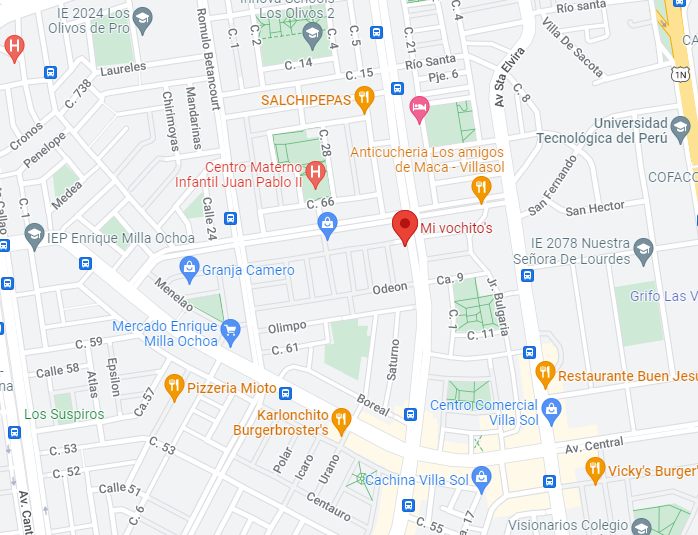 Innova Schools
Los Olivos 2
IE 2024 Los
Olivos de Pro
C. 1
C. 2
C. 4
C. 21
Río santa
Villa De Sacota
CA
1N
Romulo Betancourt
Laureles
C. 14
C. 15
Río Santa
Pje. 6
Av Sta Elvira
C. 8
C. 738
Chirimoyas
Mandarinas
SALCHIPEPAS
Cronos
Penelope
C. 28
Universidad
Tecnológica del Perú
Anticucheria Los amigos
de Maca - Villasol
Centro Materno
Infantil Juan Pablo II
San Fernando
COFACO
Medea
C. 1
Callao
Calle 24
C. 66
San Hector
Mi vochito's
IEP Enrique Milla Ochoa
IE 2078 Nuestra
Señora De Lourdes
Granja Camero
Menelao
Odeon
Ca. 9
Jr. Bulgaria
Grifo Las V
C. 1
C. 11
Olimpo
Mercado Enrique
Milla Ochoa
C. 59
C. 61
Saturno
Calle 58
Atlas
Epsilon
Ca.57
Pizzeria Mioto
Restaurante Buen Jesu
Boreal
Los Suspiros
Karlonchito
Burgerbroster's
Centro Comercial
Villa Sol
C. 53
C. 53
Av. Central
C. 52
Polar
Icaro
Urano
Cachina Villa Sol
Vicky's Burger'
Calle 51
C. 6
Av. Cant
Centauro
C. 55
a. 17
Visionarios Colegio